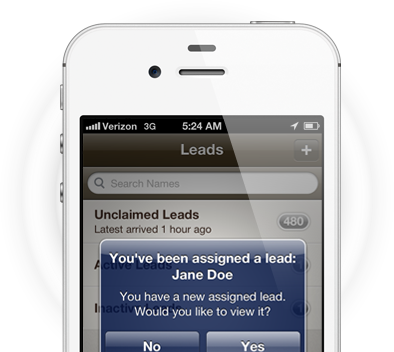 Verizon 3G 5:24 AM
Leads +
Search Names
Unclaimed Leads 480
Latest arrived 1 hour ago
You've been assigned a lead:
Jane Doe
Active Leads
You have a new assigned lead.
Would you like to view it?
Inactive Leads
No Yes